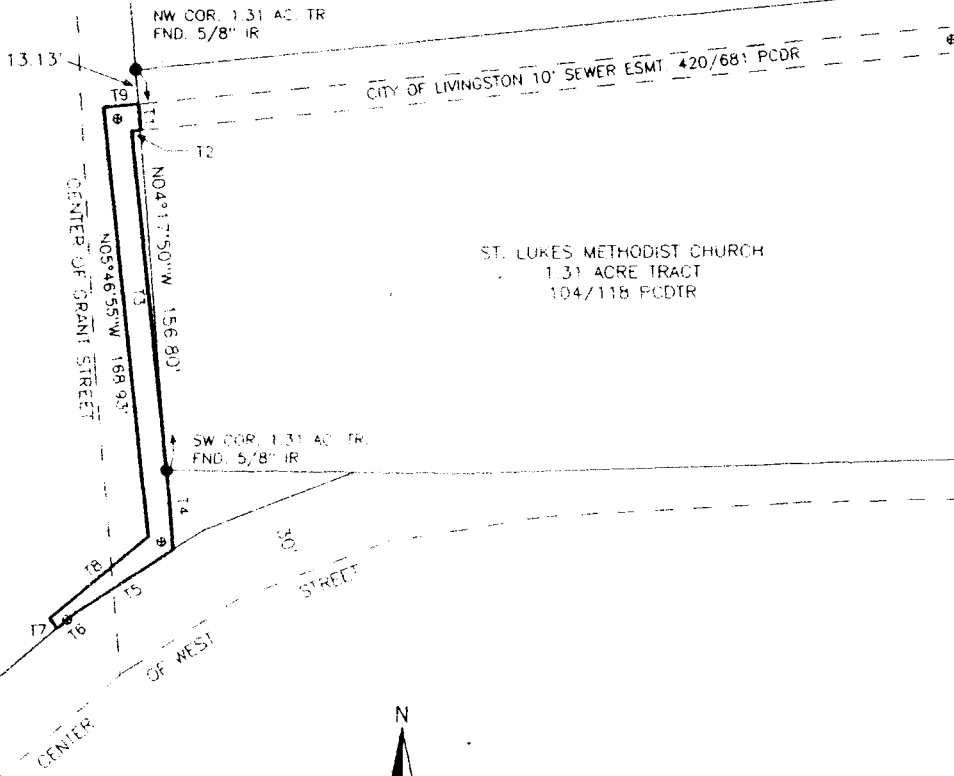 NW COR. 1.31 AC. TR
FND. 5/8" IR
13.13'
T9
CITY OF LIVINGSTON 10' SEWER ESMT. 420/681 PCDR
T1
T2
CENTER OF GRANT STREET
N05°46'55"W 168.93'
T3
N04°17'50"W 156.80'
ST. LUKES METHODIST CHURCH
1.31 ACRE TRACT
104/118 PCDTR
SW COR. 1.31 AC. TR.
FND. 5/8" IR
T4
30'
T8
T5
T7
T6
CENTER OF WEST STREET
N